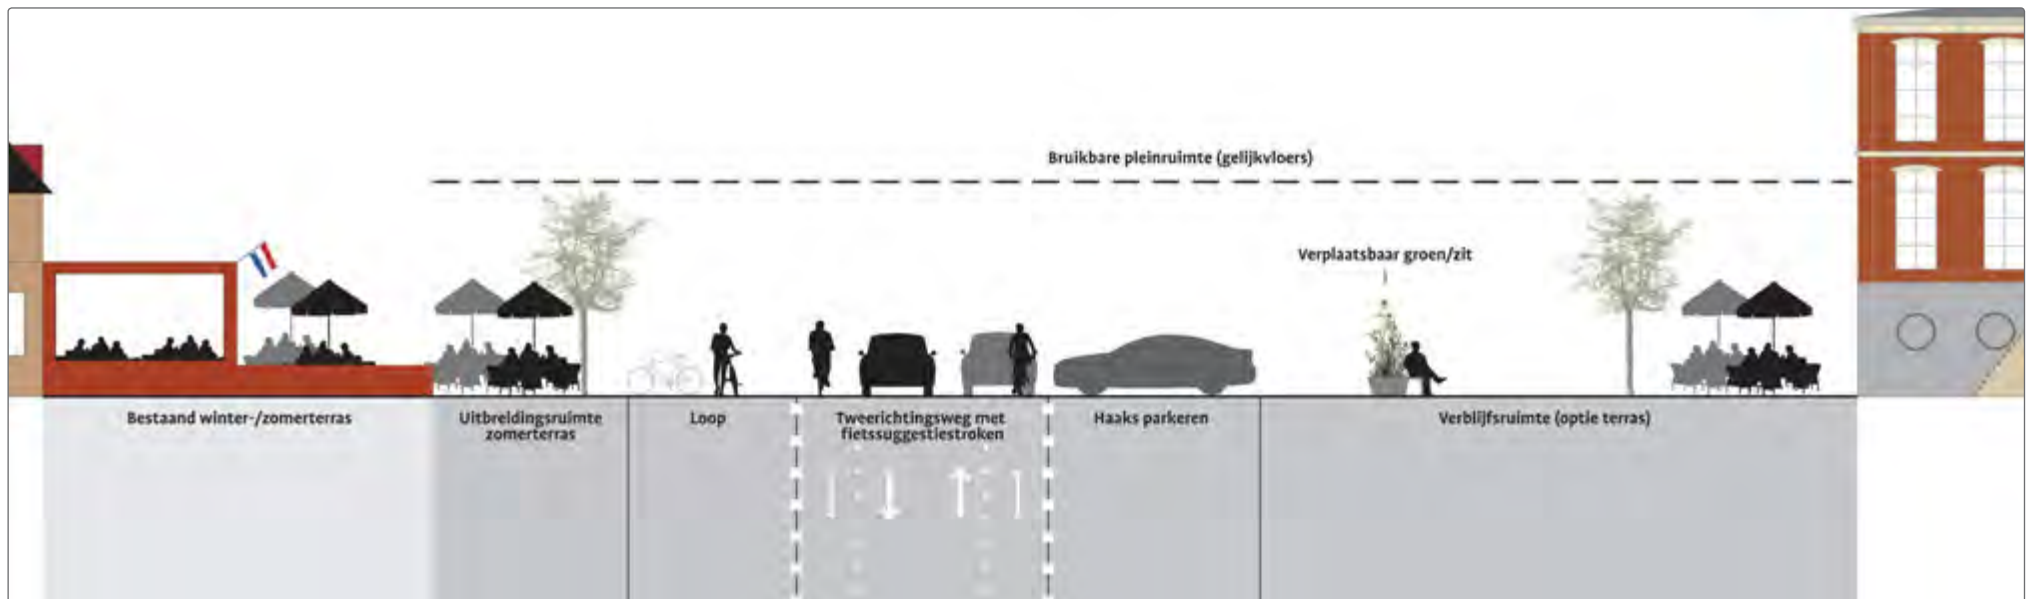 Bruikbare pleinruimte (gelijkvloers)
Verplaatsbaar groen/zit
Bestaand winter-/zomerterras
Uitbreidingsruimte
zomerterras
Loop
Tweerichtingsweg met
fietssuggestiestroken
Haaks parkeren
Verblijfsruimte (optie terras)